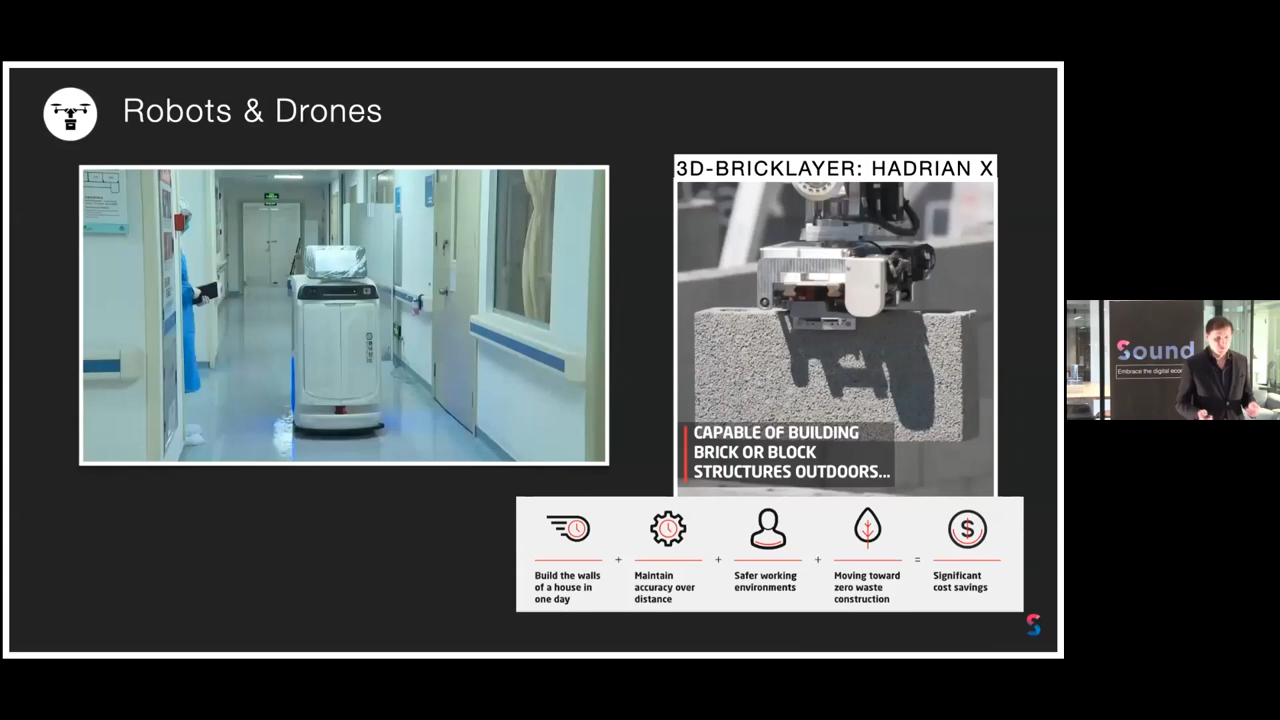 Robots & Drones
3D-BRICKLAYER: HADRIAN X
CAPABLE OF BUILDING
BRICK OR BLOCK
STRUCTURES OUTDOORS...
Build the walls
of a house in
one day
+
Maintain
accuracy over
distance
+
Safer working
environments
+
Moving toward
zero waste
construction
=
$
Significant
cost savings
Sound
Embrace the digital